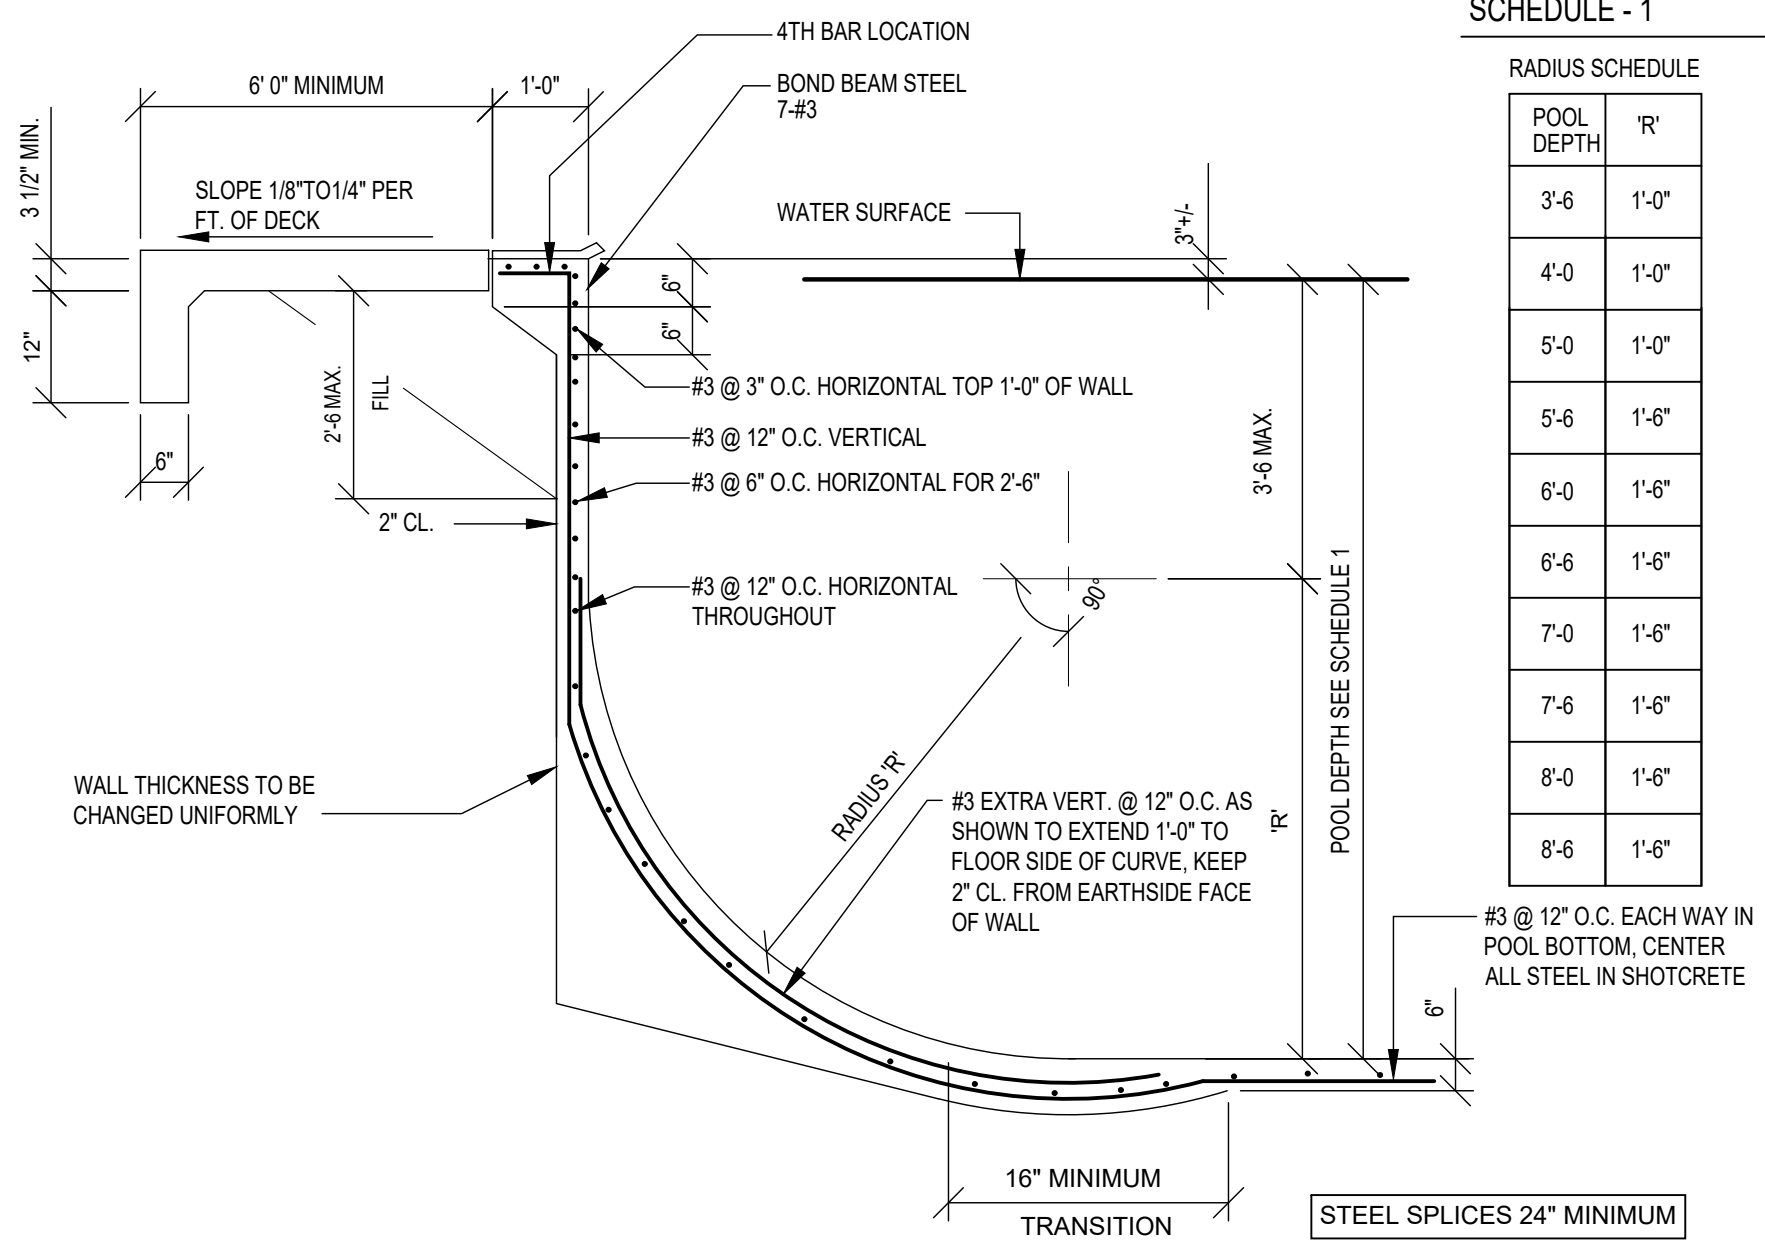 SCHEDULE - 1
4TH BAR LOCATION
6' 0" MINIMUM
1'-0"
BOND BEAM STEEL
7-#3
3 1/2" MIN.
SLOPE 1/8"TO1/4" PER
FT. OF DECK
WATER SURFACE
3"+/-
6"
6"
12"
2'-6 MAX.
FILL
6"
2" CL.
#3 @ 3" O.C. HORIZONTAL TOP 1'-0" OF WALL
#3 @ 12" O.C. VERTICAL
#3 @ 6" O.C. HORIZONTAL FOR 2'-6"
#3 @ 12" O.C. HORIZONTAL
THROUGHOUT
3'-6 MAX.
90°
POOL DEPTH SEE SCHEDULE 1
RADIUS 'R'
'R'
WALL THICKNESS TO BE
CHANGED UNIFORMLY
#3 EXTRA VERT. @ 12" O.C. AS
SHOWN TO EXTEND 1'-0" TO
FLOOR SIDE OF CURVE, KEEP
2" CL. FROM EARTHSIDE FACE
OF WALL
RADIUS SCHEDULE
POOL DEPTH 'R'
3'-6 1'-0"
4'-0 1'-0"
5'-0 1'-0"
5'-6 1'-6"
6'-0 1'-6"
6'-6 1'-6"
7'-0 1'-6"
7'-6 1'-6"
8'-0 1'-6"
8'-6 1'-6"
#3 @ 12" O.C. EACH WAY IN
POOL BOTTOM, CENTER
ALL STEEL IN SHOTCRETE
6"
16" MINIMUM
TRANSITION
STEEL SPLICES 24" MINIMUM